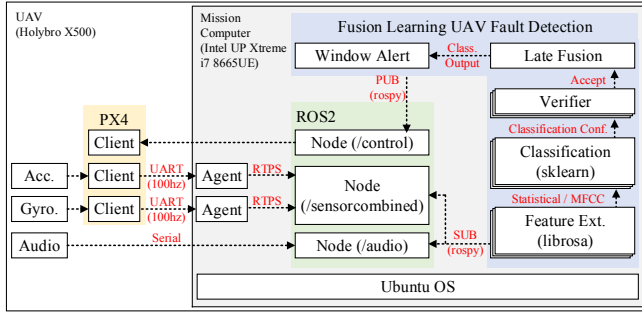 UAV
(Holybro X500)
Mission
Computer
(Intel UP Xtreme
i7 8665UE)
Fusion Learning UAV Fault Detection
Window Alert
Class.
Output
Late Fusion
PUB
(rospy)
Accept
Verifier
PX4
ROS2
Client
Node (/control)
Classification Conf.
Classification
(sklearn)
Acc.
Client
UART
(100hz)
Agent
RTPS
Node
(/sensorcombined)
Statistical / MFCC
Gyro.
Client
UART
(100hz)
Agent
RTPS
Feature Ext.
(librosa)
Audio
Serial
Node (/audio)
SUB
(rospy)
Ubuntu OS